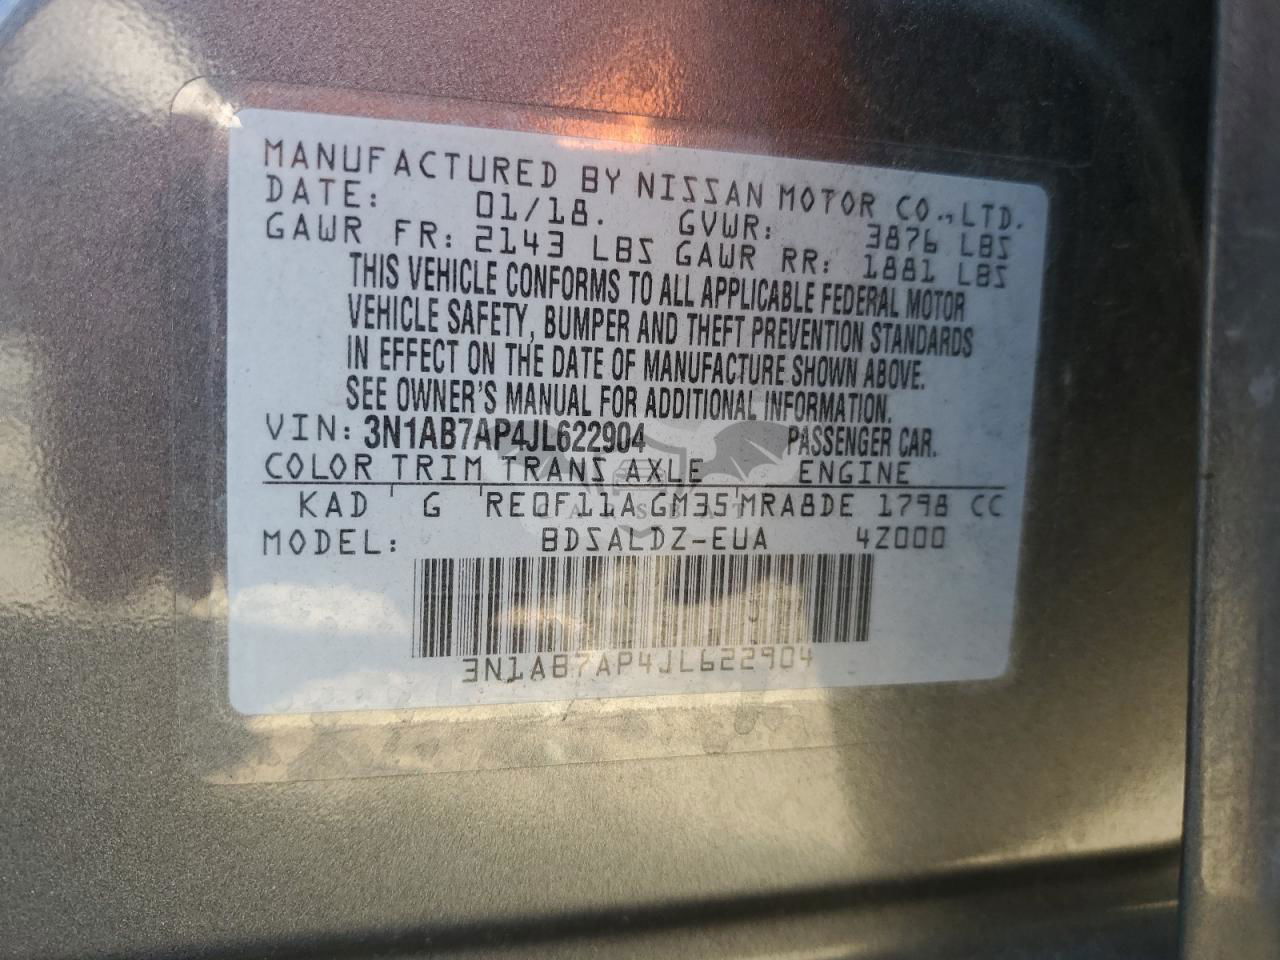 MANUFACTURED BY NISSAN MOTOR CO.,LTD.
DATE: 01/18. GVWR: 3876 LBS
GAWR FR: 2143 LBS GAWR RR: 1881 LBS
THIS VEHICLE CONFORMS TO ALL APPLICABLE FEDERAL MOTOR
VEHICLE SAFETY, BUMPER AND THEFT PREVENTION STANDARDS
IN EFFECT ON THE DATE OF MANUFACTURE SHOWN ABOVE.
SEE OWNER'S MANUAL FOR ADDITIONAL INFORMATION.
VIN: 3N1AB7AP4JL622904 PASSENGER CAR.
COLOR TRIM TRANS AXLE ENGINE
KAD G RE0F11A GM35 MRA8DE 1798 CC
CARSBAT
MODEL: BDSALDZ-EUA 4Z000
3N1AB7AP4JL622904